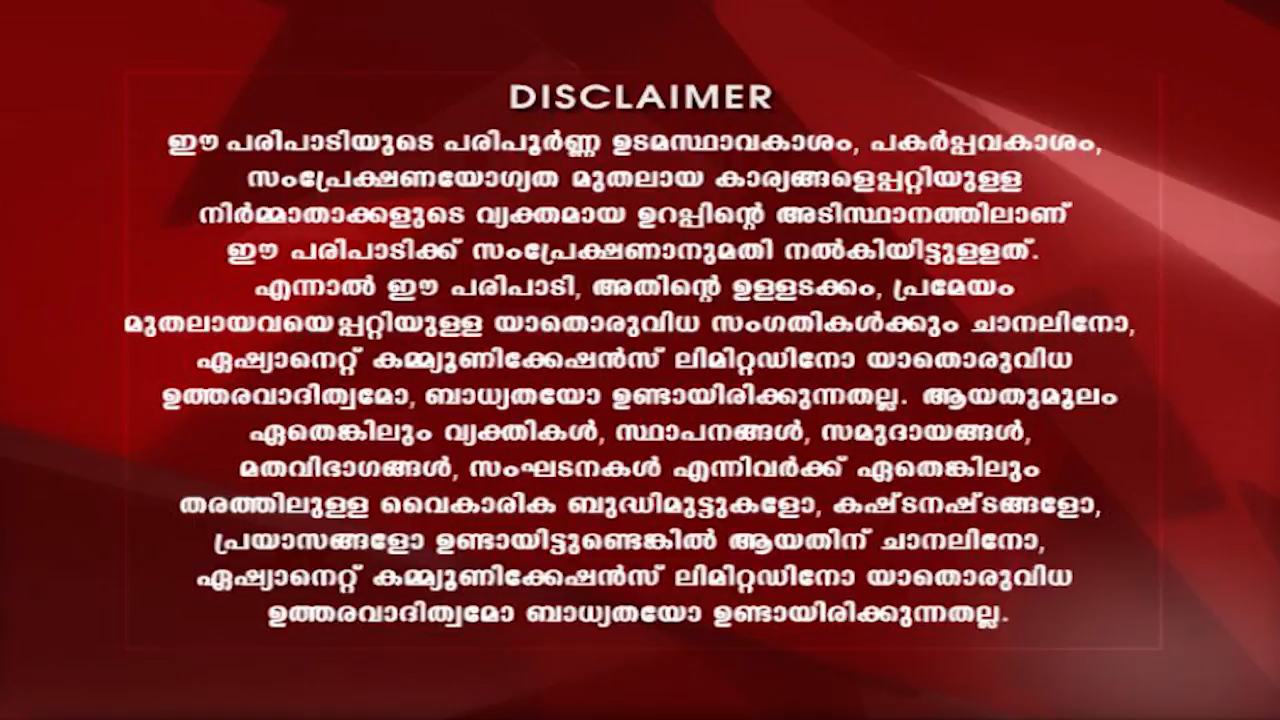 DISCLAIMER
ഈ പരിപാടിയുടെ പരിപൂർണ്ണ ഉടമസ്ഥാവകാശം, പകർപ്പവകാശം,
സംപ്രേക്ഷണയോഗ്യത മുതലായ കാര്യങ്ങളെപ്പറ്റിയുള്ള
നിർമ്മാതാക്കളുടെ വ്യക്തമായ ഉറപ്പിന്റെ അടിസ്ഥാനത്തിലാണ്
ഈ പരിപാടിക്ക് സംപ്രേക്ഷണാനുമതി നൽകിയിട്ടുള്ളത്.
എന്നാൽ ഈ പരിപാടി, അതിന്റെ ഉള്ളടക്കം, പ്രമേയം
മുതലായവയെപ്പറ്റിയുള്ള യാതൊരുവിധ സംഗതികൾക്കും ചാനലിനോ,
ഏഷ്യാനെറ്റ് കമ്മ്യൂണിക്കേഷൻസ് ലിമിറ്റഡിനോ യാതൊരുവിധ
ഉത്തരവാദിത്വമോ, ബാധ്യതയോ ഉണ്ടായിരിക്കുന്നതല്ല. ആയതുമൂലം
ഏതെങ്കിലും വ്യക്തികൾ, സ്ഥാപനങ്ങൾ, സമുദായങ്ങൾ,
മതവിഭാഗങ്ങൾ, സംഘടനകൾ എന്നിവർക്ക് ഏതെങ്കിലും
തരത്തിലുള്ള വൈകാരിക ബുദ്ധിമുട്ടുകളോ, കഷ്ടനഷ്ടങ്ങളോ,
പ്രയാസങ്ങളോ ഉണ്ടായിട്ടുണ്ടെങ്കിൽ ആയതിന് ചാനലിനോ,
ഏഷ്യാനെറ്റ് കമ്മ്യൂണിക്കേഷൻസ് ലിമിറ്റഡിനോ യാതൊരുവിധ
ഉത്തരവാദിത്വമോ ബാധ്യതയോ ഉണ്ടായിരിക്കുന്നതല്ല.